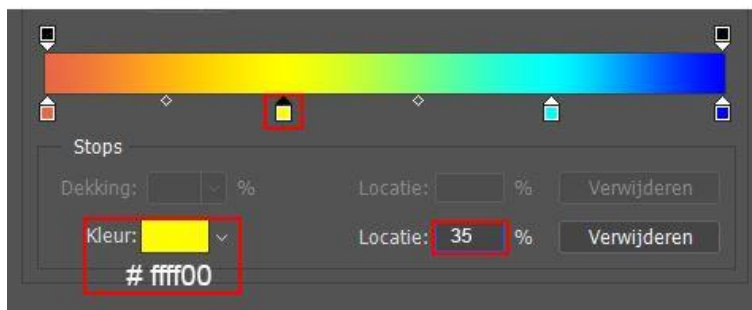 Stops
Dekking: % Locatie: % Verwijderen
Kleur: Locatie: 35 % Verwijderen
# ffff00